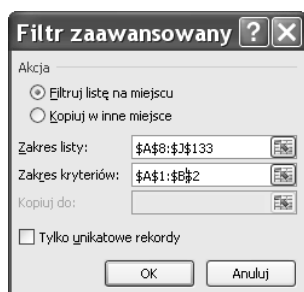 Filtr zaawansowany
Akcja
Filtruj listę na miejscu
Kopiuj w inne miejsce
Zakres listy: $A$8:$J$133
Zakres kryteriów: $A$1:$B$2
Kopiuj do:
Tylko unikatowe rekordy
OK Anuluj